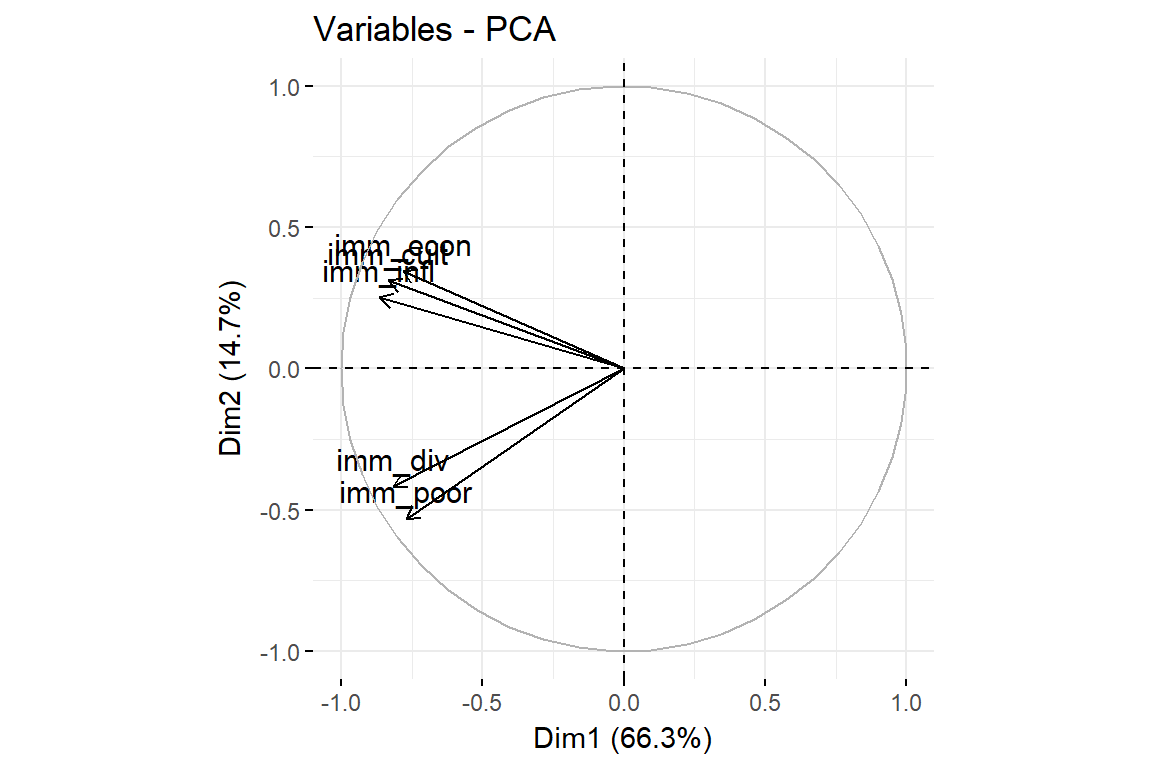 Variables - PCA
1.0
0.5
0.0
-0.5
-1.0
Dim2 (14.7%)
imm_econ
imm_cult
imm_infl
imm_div
imm_poor
-1.0
-0.5
0.0
0.5
1.0
Dim1 (66.3%)